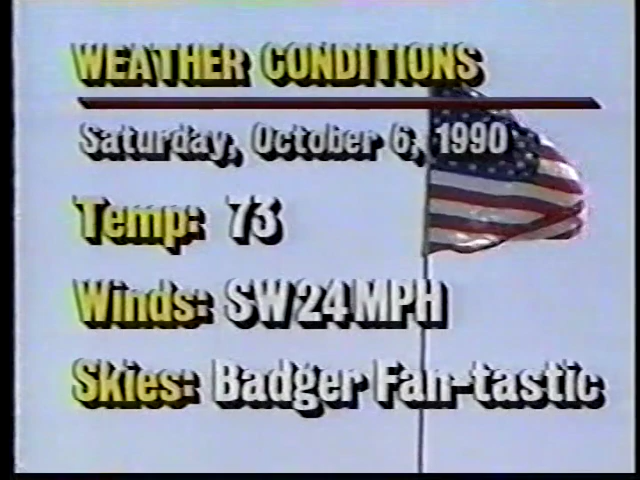 WEATHER CONDITIONS
Saturday, October 6, 1990
Temp: 73
Winds: SW 24 MPH
Skies: Badger Fan-tastic